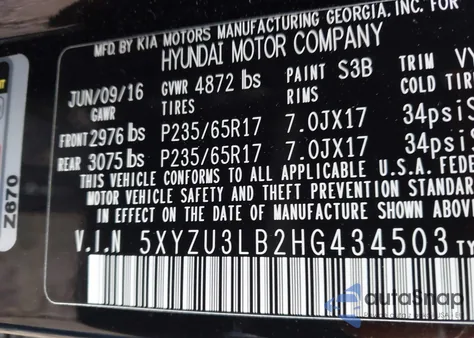 MFD.BY KIA MOTORS MANUFACTURING GEORGIA, INC. FOR
HYUNDAI MOTOR COMPANY
JUN/09/16 GVWR 4872 lbs PAINT S3B TRIM VY
GAWR TIRES RIMS COLD TI
FRONT 2976 lbs P235/65R17 7.0JX17 34psi
REAR 3075 lbs P235/65R17 7.0JX17 34psi
THIS VEHICLE CONFORMS TO ALL APPLICABLE U.S.A. FEDE
MOTOR VEHICLE SAFETY AND THEFT PREVENTION STANDAR
IN EFFECT ON THE DATE OF MANUFACTURE SHOWN ABOVE
V.I.N 5XYZU3LB2HG434503 TY
Z670
autoSnap